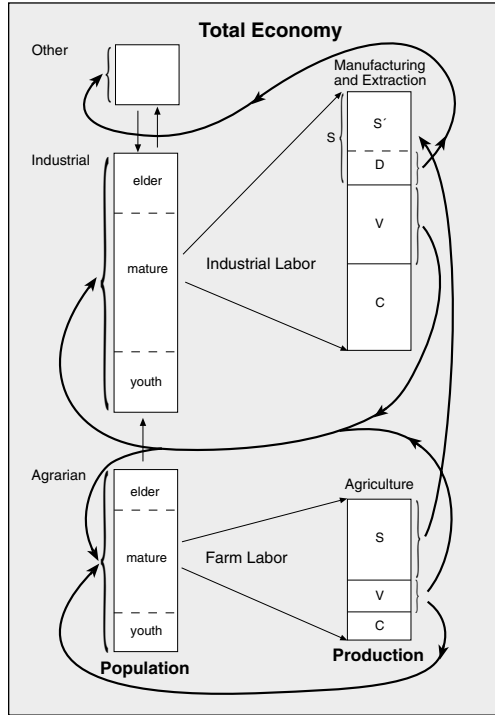 Total Economy
Other
Manufacturing
and Extraction
S
S´
D
V
C
Industrial
elder
mature
youth
Industrial Labor
Agrarian
elder
mature
youth
Farm Labor
Agriculture
S
V
C
Population
Production